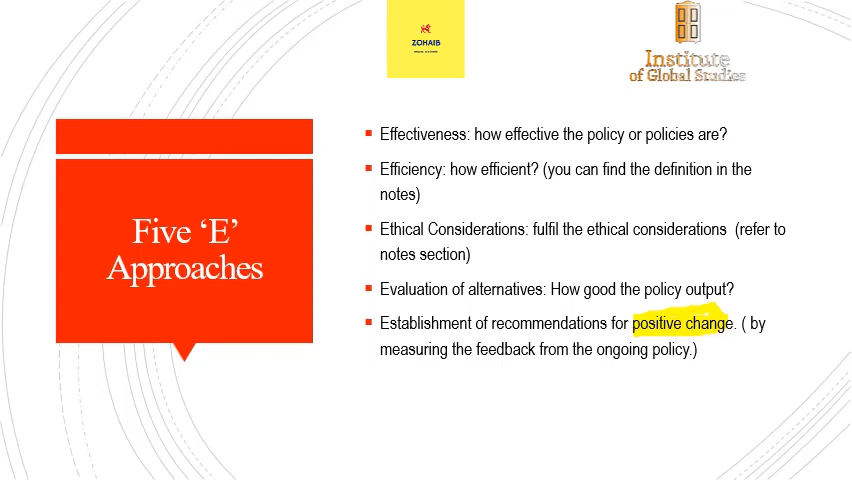 ZOHAIB
Institute
of Global Studies
Five ‘E’
Approaches
Effectiveness: how effective the policy or policies are?
Efficiency: how efficient? (you can find the definition in the
notes)
Ethical Considerations: fulfil the ethical considerations (refer to
notes section)
Evaluation of alternatives: How good the policy output?
Establishment of recommendations for positive change. ( by
measuring the feedback from the ongoing policy.)